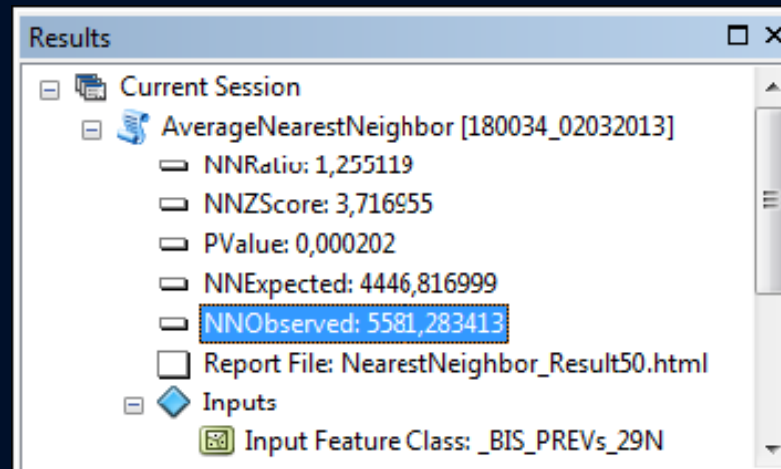 Results
Current Session
AverageNearestNeighbor [180034_02032013]
NNRatio: 1,255119
NNZScore: 3,716955
PValue: 0,000202
NNExpected: 4446,816999
NNObserved: 5581,283413
Report File: NearestNeighbor_Result50.html
Inputs
Input Feature Class: _BIS_PREVs_29N